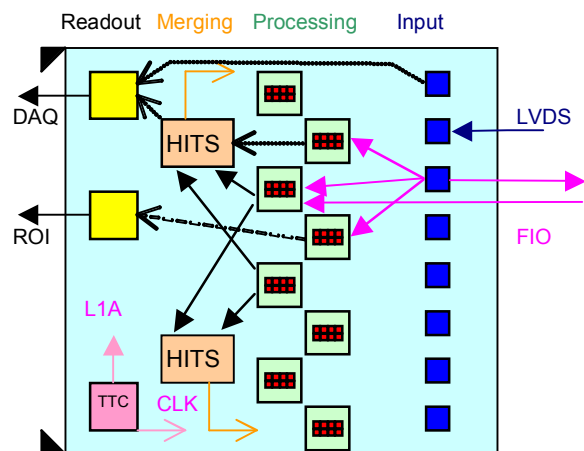 Readout Merging Processing Input
DAQ
HITS
LVDS
ROI
FIO
L1A
HITS
TTC
CLK